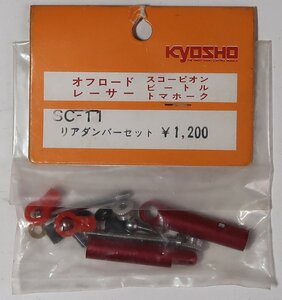 KYOSHO
オフロード スコーピオン
レーサー ビートル
トマホーク
SC-17
リアダンパーセット ¥1,200